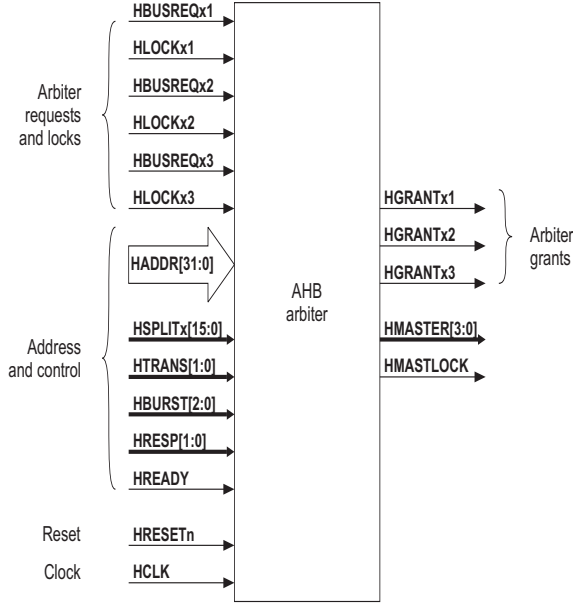 HBUSREQx1
HLOCKx1
HBUSREQx2
HLOCKx2
HBUSREQx3
HLOCKx3
Arbiter
requests
and locks
HADDR[31:0]
HSPLITx[15:0]
HTRANS[1:0]
HBURST[2:0]
HRESP[1:0]
HREADY
Address
and control
Reset
HRESETn
Clock
HCLK
AHB
arbiter
HGRANTx1
HGRANTx2
HGRANTx3
Arbiter
grants
HMASTER[3:0]
HMASTLOCK